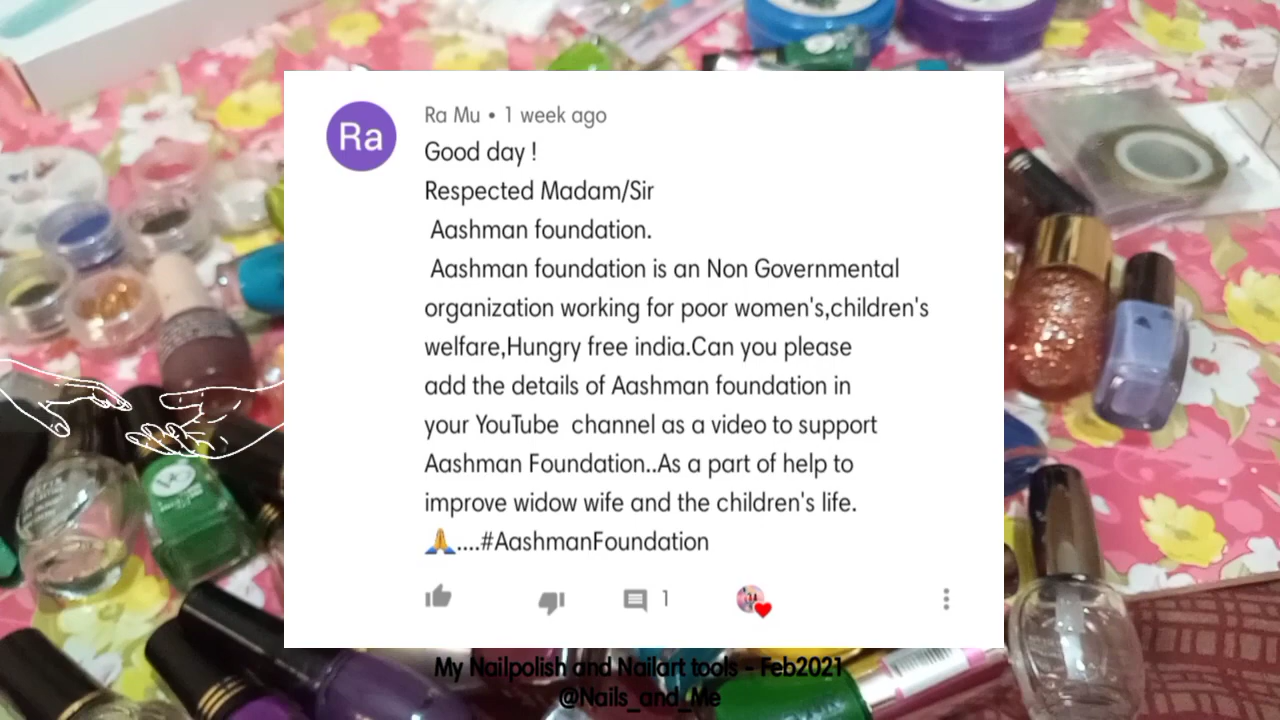 Ra
Ra Mu • 1 week ago
Good day !
Respected Madam/Sir
Aashman foundation.
Aashman foundation is an Non Governmental
organization working for poor women's,children's
welfare,Hungry free india.Can you please
add the details of Aashman foundation in
your YouTube channel as a video to support
Aashman Foundation..As a part of help to
improve widow wife and the children's life.
🙏....#AashmanFoundation
1
My Nailpolish and Nailart tools - Feb2021
@Nails_and_Me